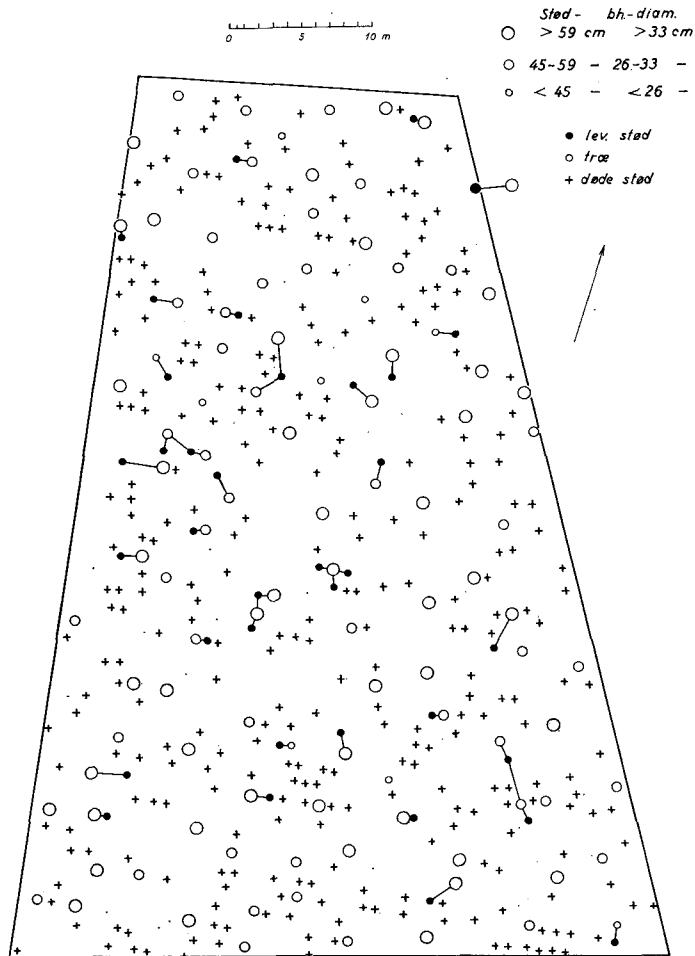 0 5 10 m
Stød - bh.-diam.
> 59 cm > 33 cm
45-59 - 26-33 -
< 45 - < 26 -
lev. stød
træ
+ døde stød